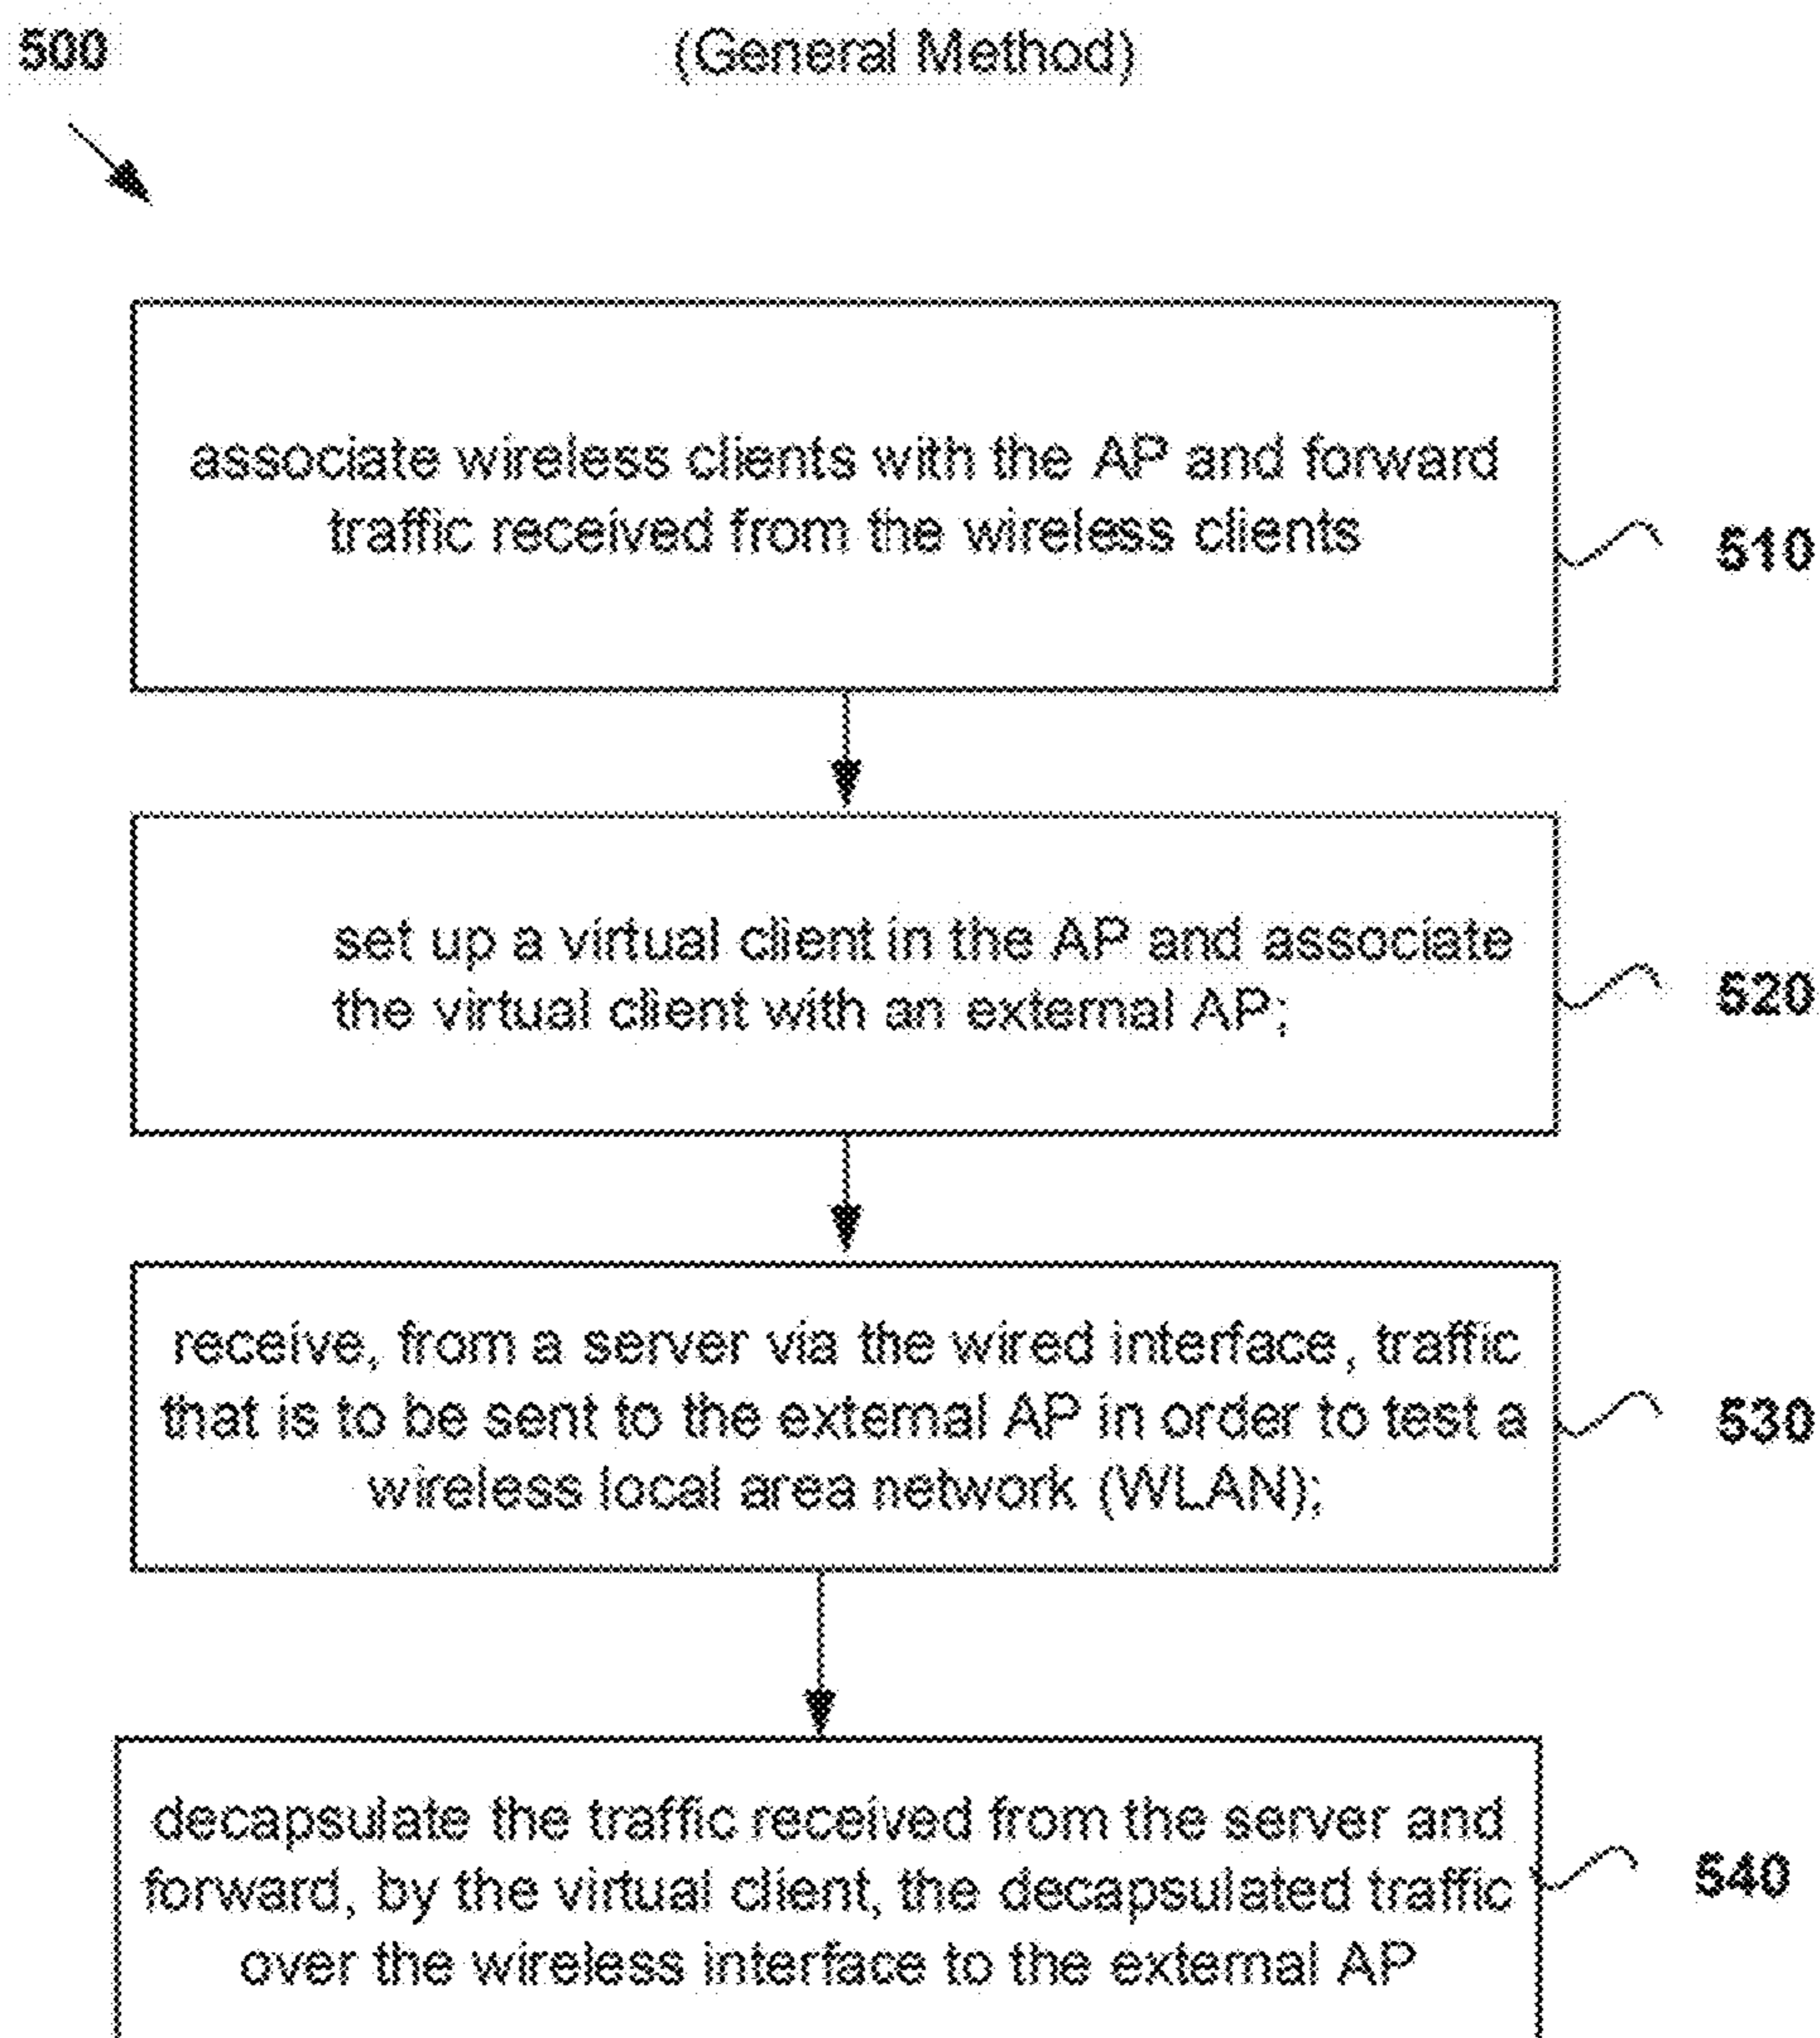 500
(General Method)
associate wireless clients with the AP and forward
traffic received from the wireless clients
510
set up a virtual client in the AP and associate
the virtual client with an external AP;
520
receive, from a server via the wired interface, traffic
that is to be sent to the external AP in order to test a
wireless local area network (WLAN);
530
decapsulate the traffic received from the server and
forward, by the virtual client, the decapsulated traffic
over the wireless interface to the external AP
540